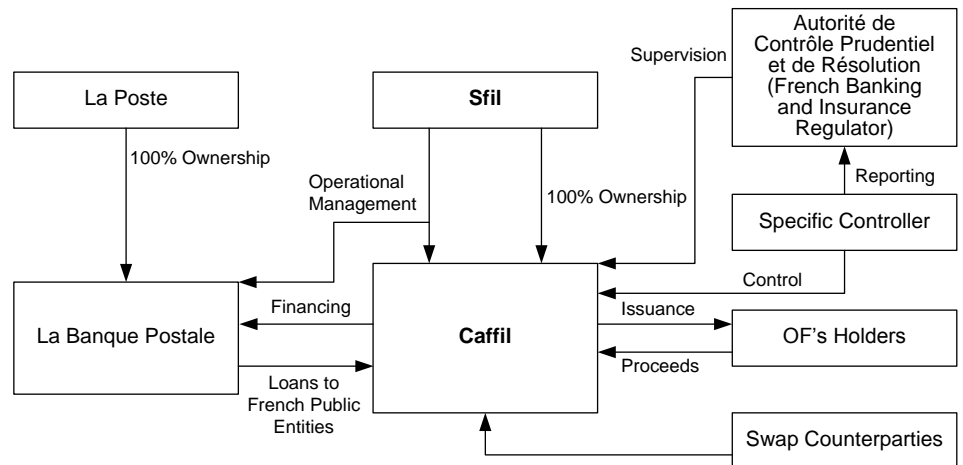 La Poste
Sfil
Supervision
Autorité de
Contrôle Prudentiel
et de Résolution
(French Banking
and Insurance
Regulator)
100% Ownership
Operational
Management
100% Ownership
Reporting
Specific Controller
Control
La Banque Postale
Financing
Caffil
Issuance
OF's Holders
Proceeds
Loans to
French Public
Entities
Swap Counterparties